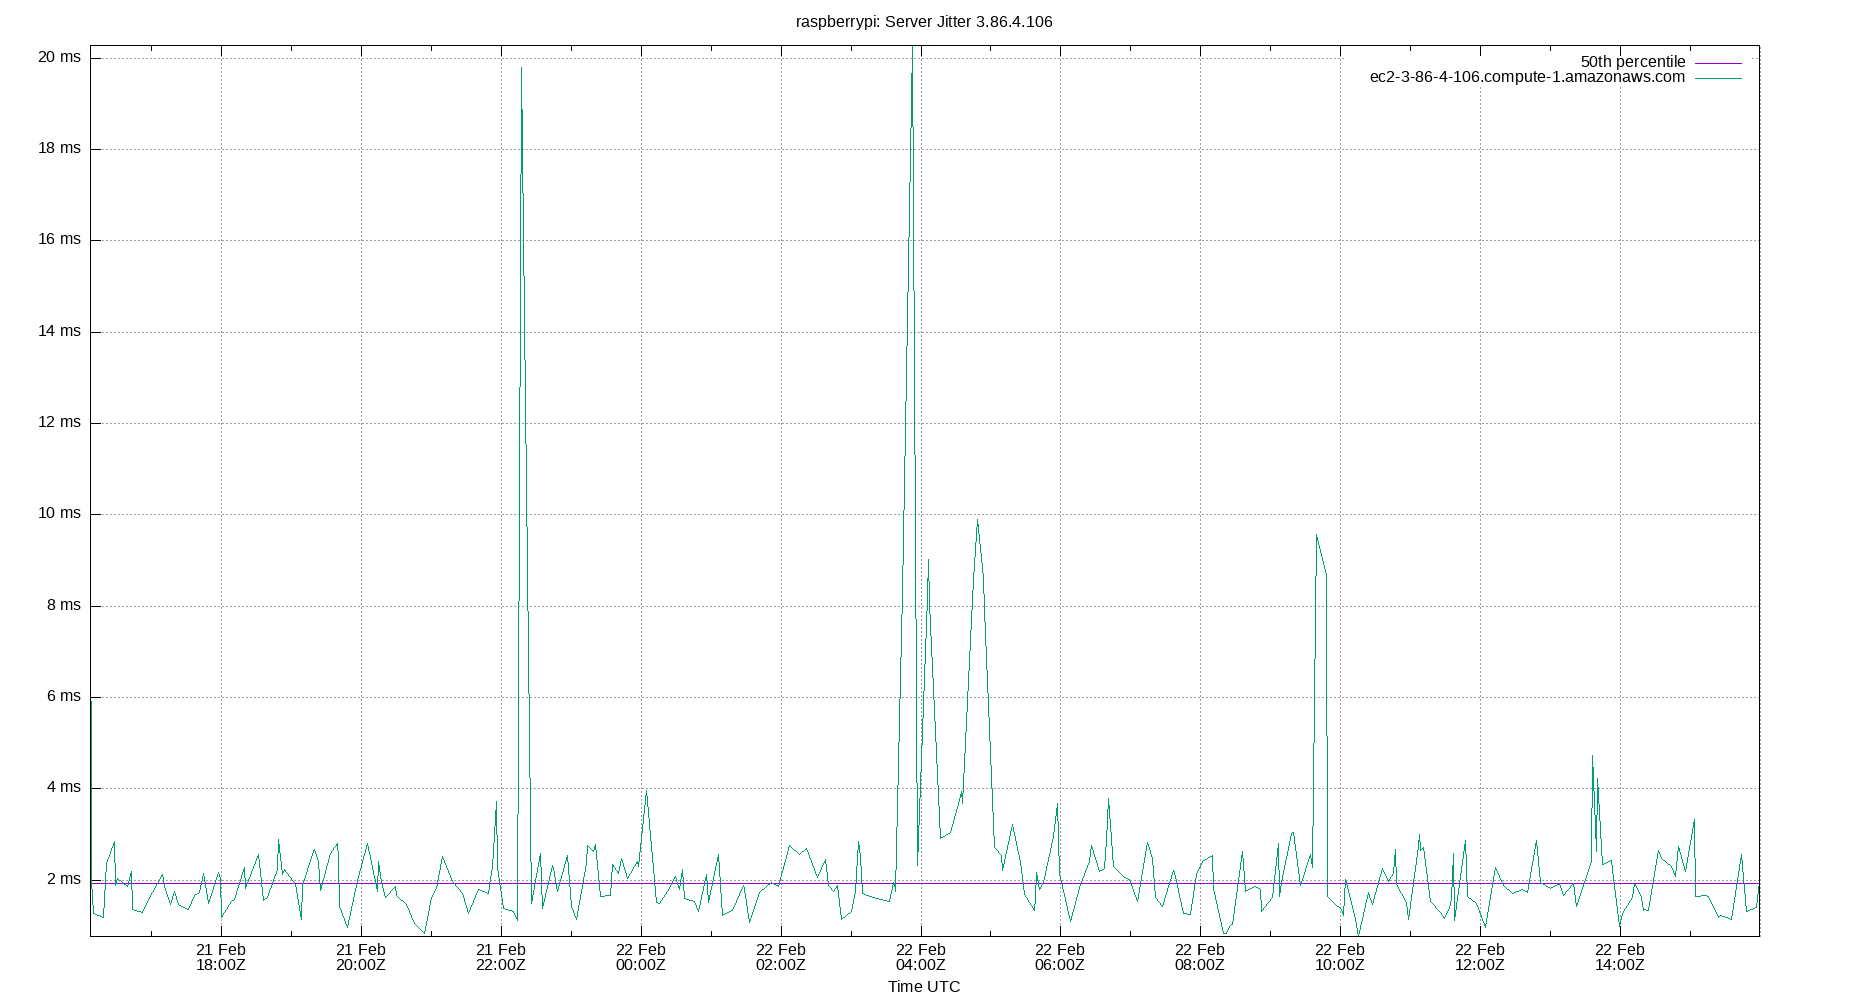 raspberrypi: Server Jitter 3.86.4.106
20 ms
18 ms
16 ms
14 ms
12 ms
10 ms
8 ms
6 ms
4 ms
2 ms
50th percentile
ec2-3-86-4-106.compute-1.amazonaws.com
21 Feb 21 Feb 21 Feb 22 Feb 22 Feb 22 Feb 22 Feb 22 Feb 22 Feb 22 Feb 22 Feb
18:00Z 20:00Z 22:00Z 00:00Z 02:00Z 04:00Z 06:00Z 08:00Z 10:00Z 12:00Z 14:00Z
Time UTC